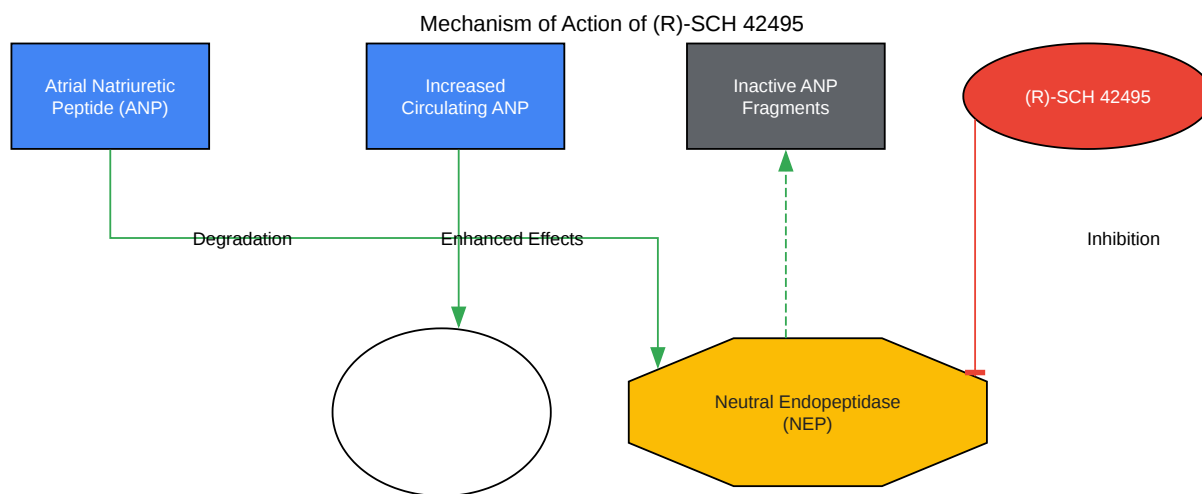 Mechanism of Action of (R)-SCH 42495
Atrial Natriuretic
Peptide (ANP)
Increased
Circulating ANP
Inactive ANP
Fragments
(R)-SCH 42495
Degradation
Enhanced Effects
Inhibition
Neutral Endopeptidase
(NEP)